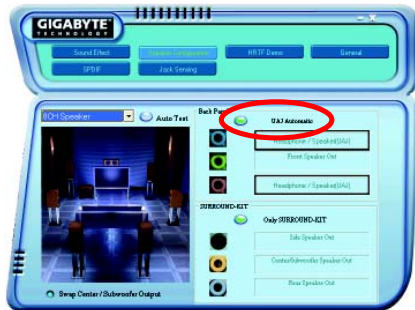 GIGABYTE
TECHNOLOGY
Sound Effect
Speaker Configuration
HRTF Demo
General
SPDIF
Jack Sensing
8CH Speaker
Auto Test
Back Panel
UAJ Automatic
Headphone / Speaker(UAJ)
Front Speaker Out
Headphone / Speaker(UAJ)
SURROUND-KIT
Only SURROUND-KIT
Side Speaker Out
Center/Subwoofer Speaker Out
Rear Speaker Out
Swap Center / Subwoofer Output